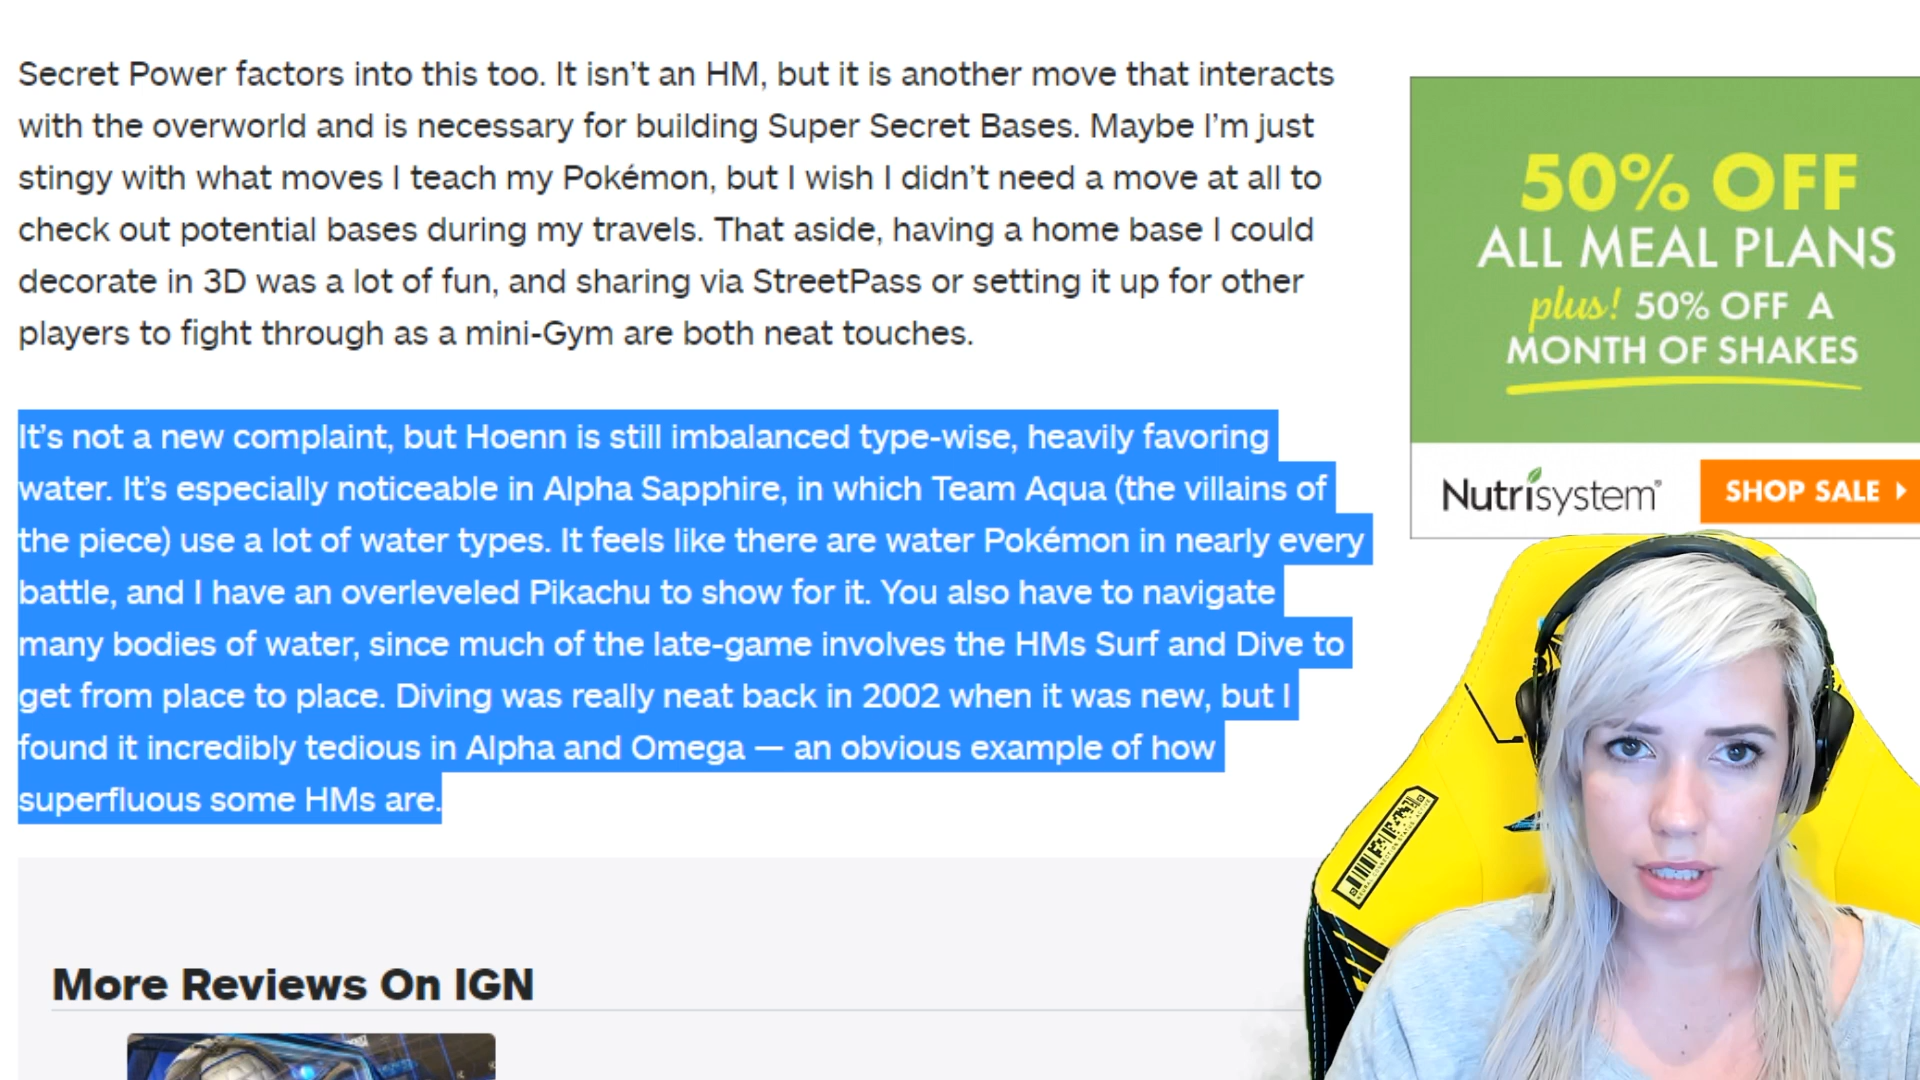 Secret Power factors into this too. It isn’t an HM, but it is another move that interacts
with the overworld and is necessary for building Super Secret Bases. Maybe I’m just
stingy with what moves I teach my Pokémon, but I wish I didn’t need a move at all to
check out potential bases during my travels. That aside, having a home base I could
decorate in 3D was a lot of fun, and sharing via StreetPass or setting it up for other
players to fight through as a mini-Gym are both neat touches.
It’s not a new complaint, but Hoenn is still imbalanced type-wise, heavily favoring
water. It’s especially noticeable in Alpha Sapphire, in which Team Aqua (the villains of
the piece) use a lot of water types. It feels like there are water Pokémon in nearly every
battle, and I have an overleveled Pikachu to show for it. You also have to navigate
many bodies of water, since much of the late-game involves the HMs Surf and Dive to
get from place to place. Diving was really neat back in 2002 when it was new, but I
found it incredibly tedious in Alpha and Omega — an obvious example of how
superfluous some HMs are.
More Reviews On IGN
50% OFF
ALL MEAL PLANS
plus! 50% OFF A
MONTH OF SHAKES
Nutrisystem®
SHOP SALE